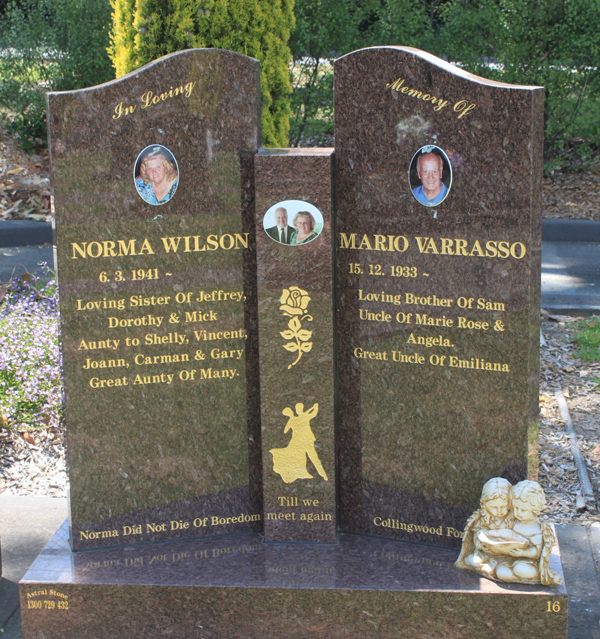 In Loving
NORMA WILSON
6. 3. 1941 ~
Loving Sister Of Jeffrey,
Dorothy & Mick
Aunty to Shelly, Vincent,
Joann, Carman & Gary
Great Aunty Of Many.
Norma Did Not Die Of Boredom
Till we
meet again
Memory Of
MARIO VARRASSO
15. 12. 1933 ~
Loving Brother Of Sam
Uncle Of Marie Rose &
Angela.
Great Uncle Of Emiliana
Collingwood
Astral Stone
1300 729 432
16